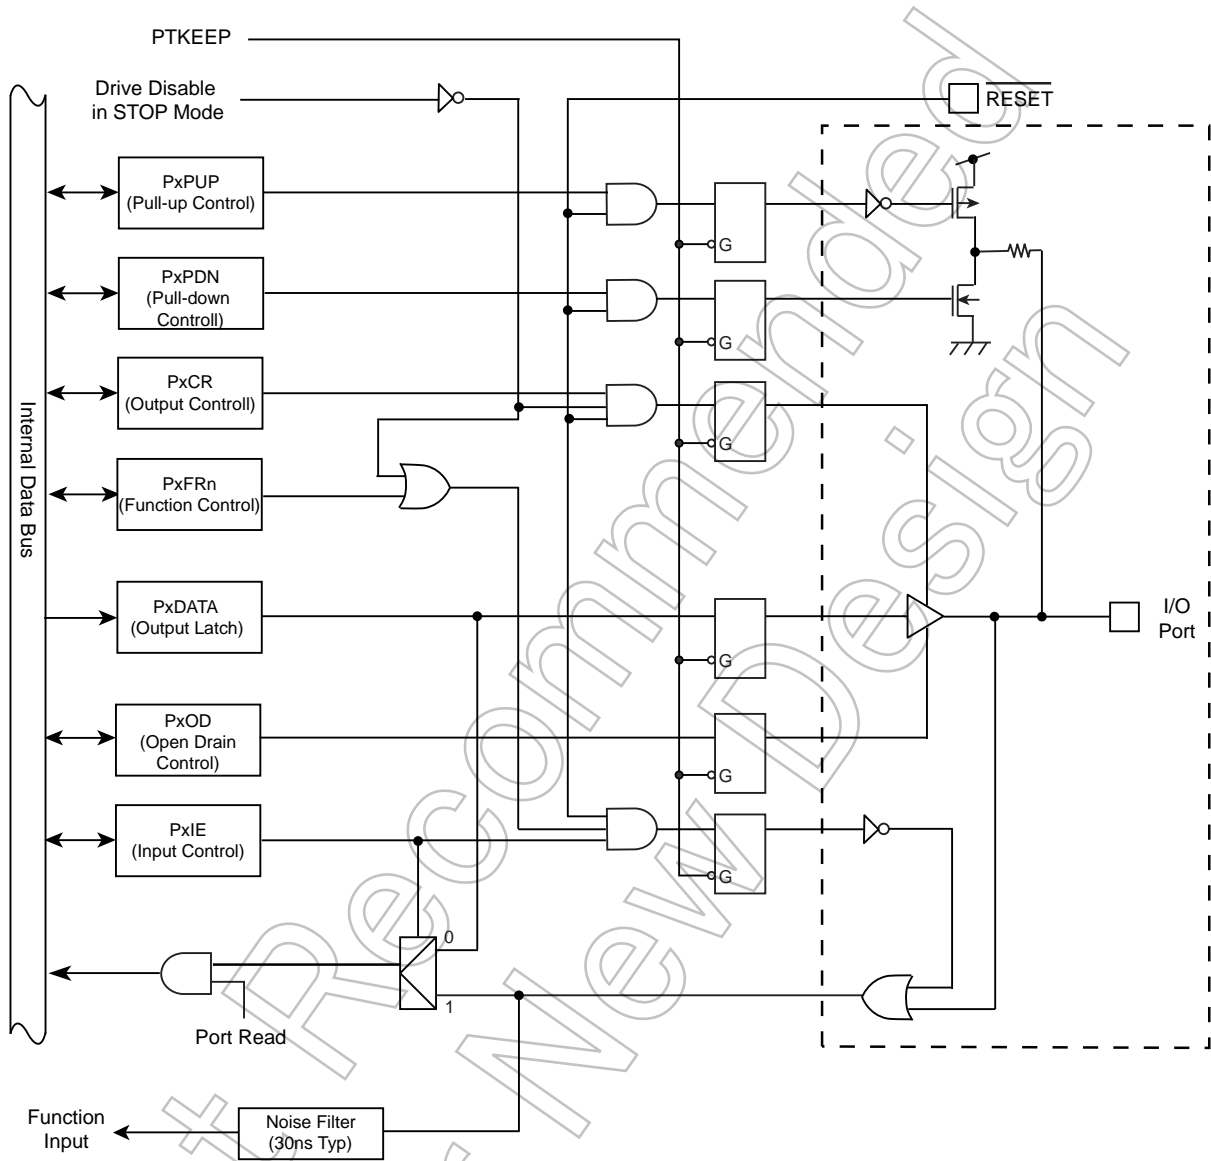 PTKEEP
Drive Disable
in STOP Mode
RESET
PxPUP
(Pull-up Control)
G
PxPDN
(Pull-down
Controll)
G
PxCR
(Output Controll)
G
Internal Data Bus
PxFRn
(Function Control)
PxDATA
(Output Latch)
G
I/O
Port
PxOD
(Open Drain
Control)
G
PxIE
(Input Control)
G
0
1
Port Read
Function
Input
Noise Filter
(30ns Typ)
t Recommended
r New Design